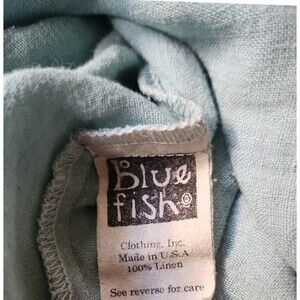 Blue
fish®
Clothing, Inc.
Made in U.S.A
100% Linen
See reverse for care